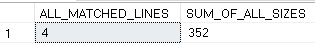 ALL_MATCHED_LINES SUM_OF_ALL_SIZES
1 4 352